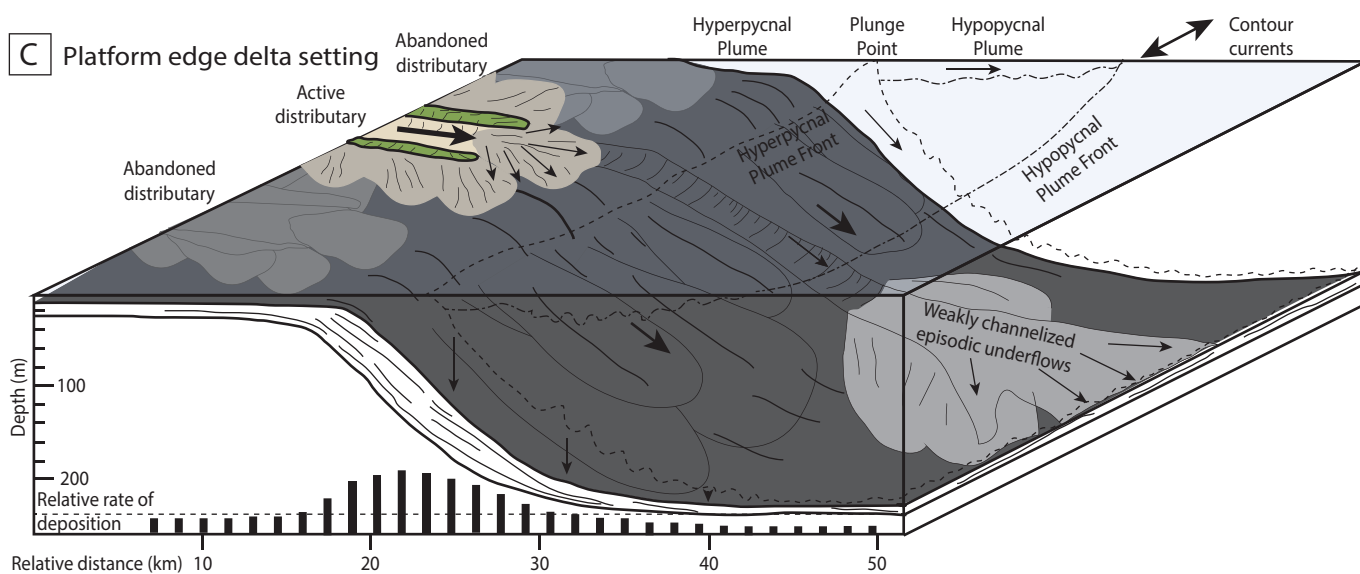 C Platform edge delta setting
Abandoned
distributary
Active
distributary
Abandoned
distributary
Hyperpycnal
Plume
Plunge
Point
Hypopycnal
Plume
Contour
currents
Hyperpycnal
Plume Front
Hypopycnal
Plume Front
Weakly channelized
episodic underflows
Depth (m)
100
200
Relative rate of
deposition
Relative distance (km) 10 20 30 40 50